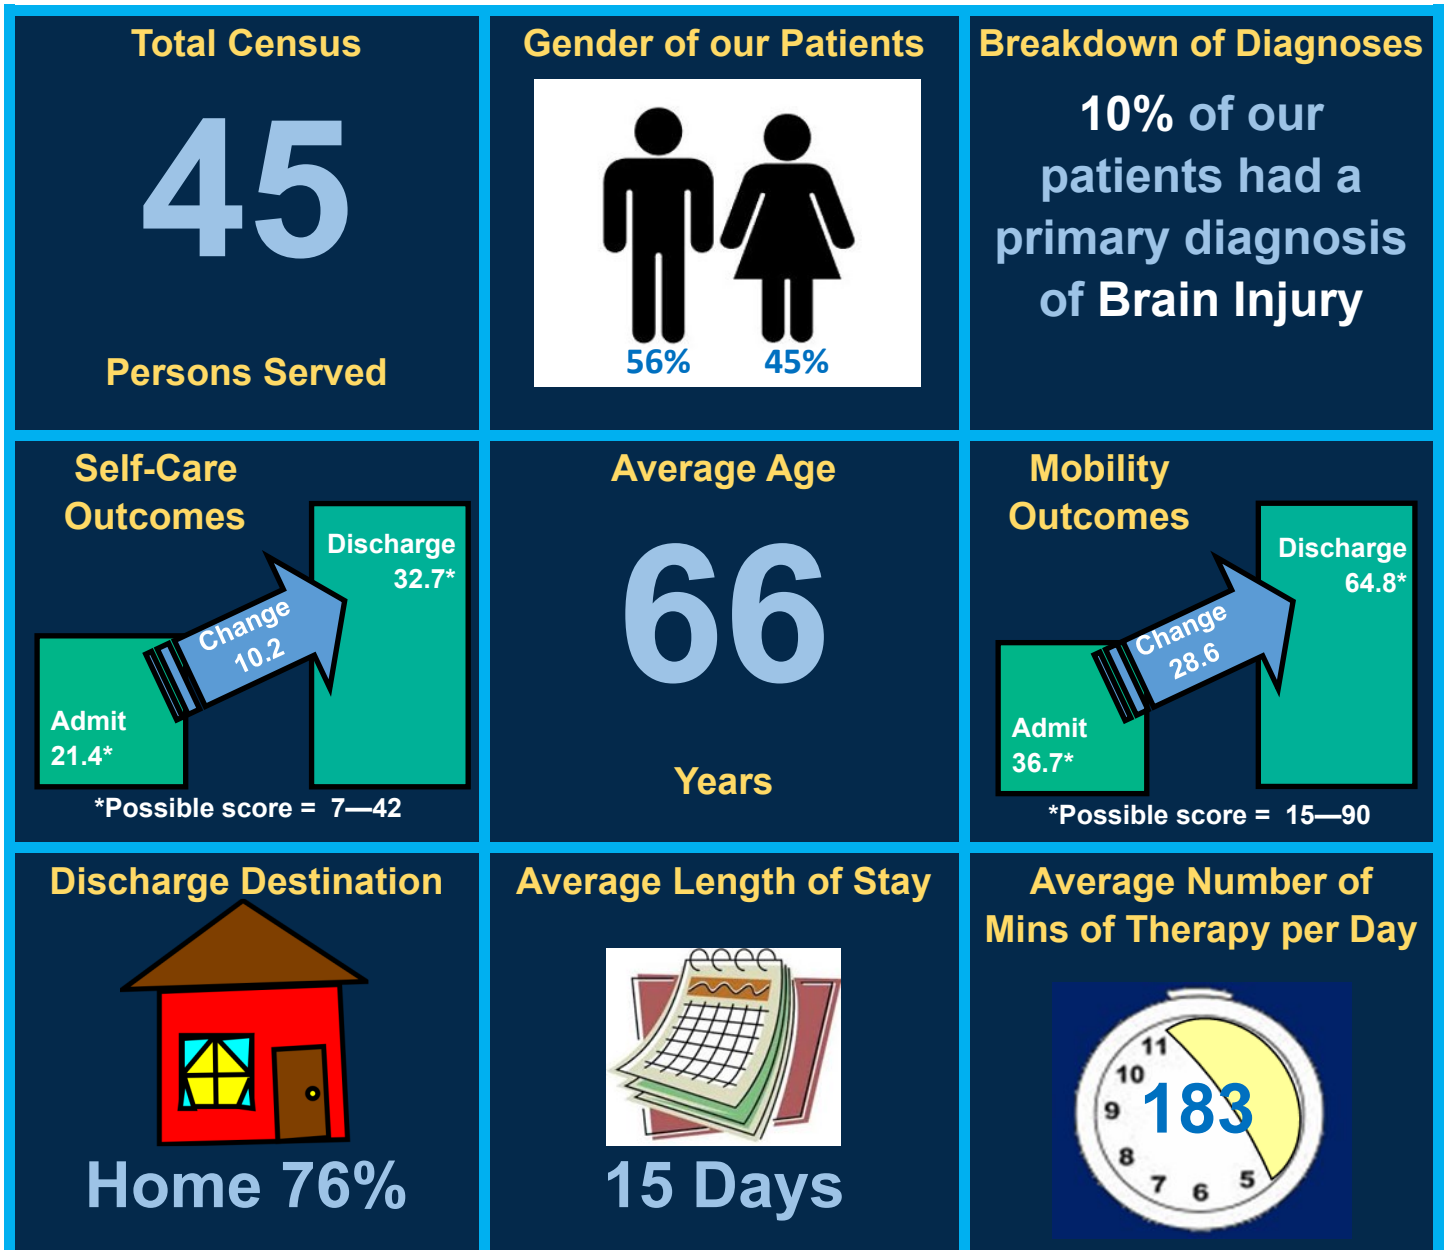 Total Census
45
Persons Served
Gender of our Patients
56% 45%
Breakdown of Diagnoses
10% of our
patients had a
primary diagnosis
of Brain Injury
Self-Care
Outcomes
Discharge
32.7*
Change
10.2
Admit
21.4*
*Possible score = 7—42
Average Age
66
Years
Mobility
Outcomes
Discharge
64.8*
Change
28.6
Admit
36.7*
*Possible score = 15—90
Discharge Destination
Home 76%
Average Length of Stay
15 Days
Average Number of
Mins of Therapy per Day
11
10
9
8
7
6
5
183